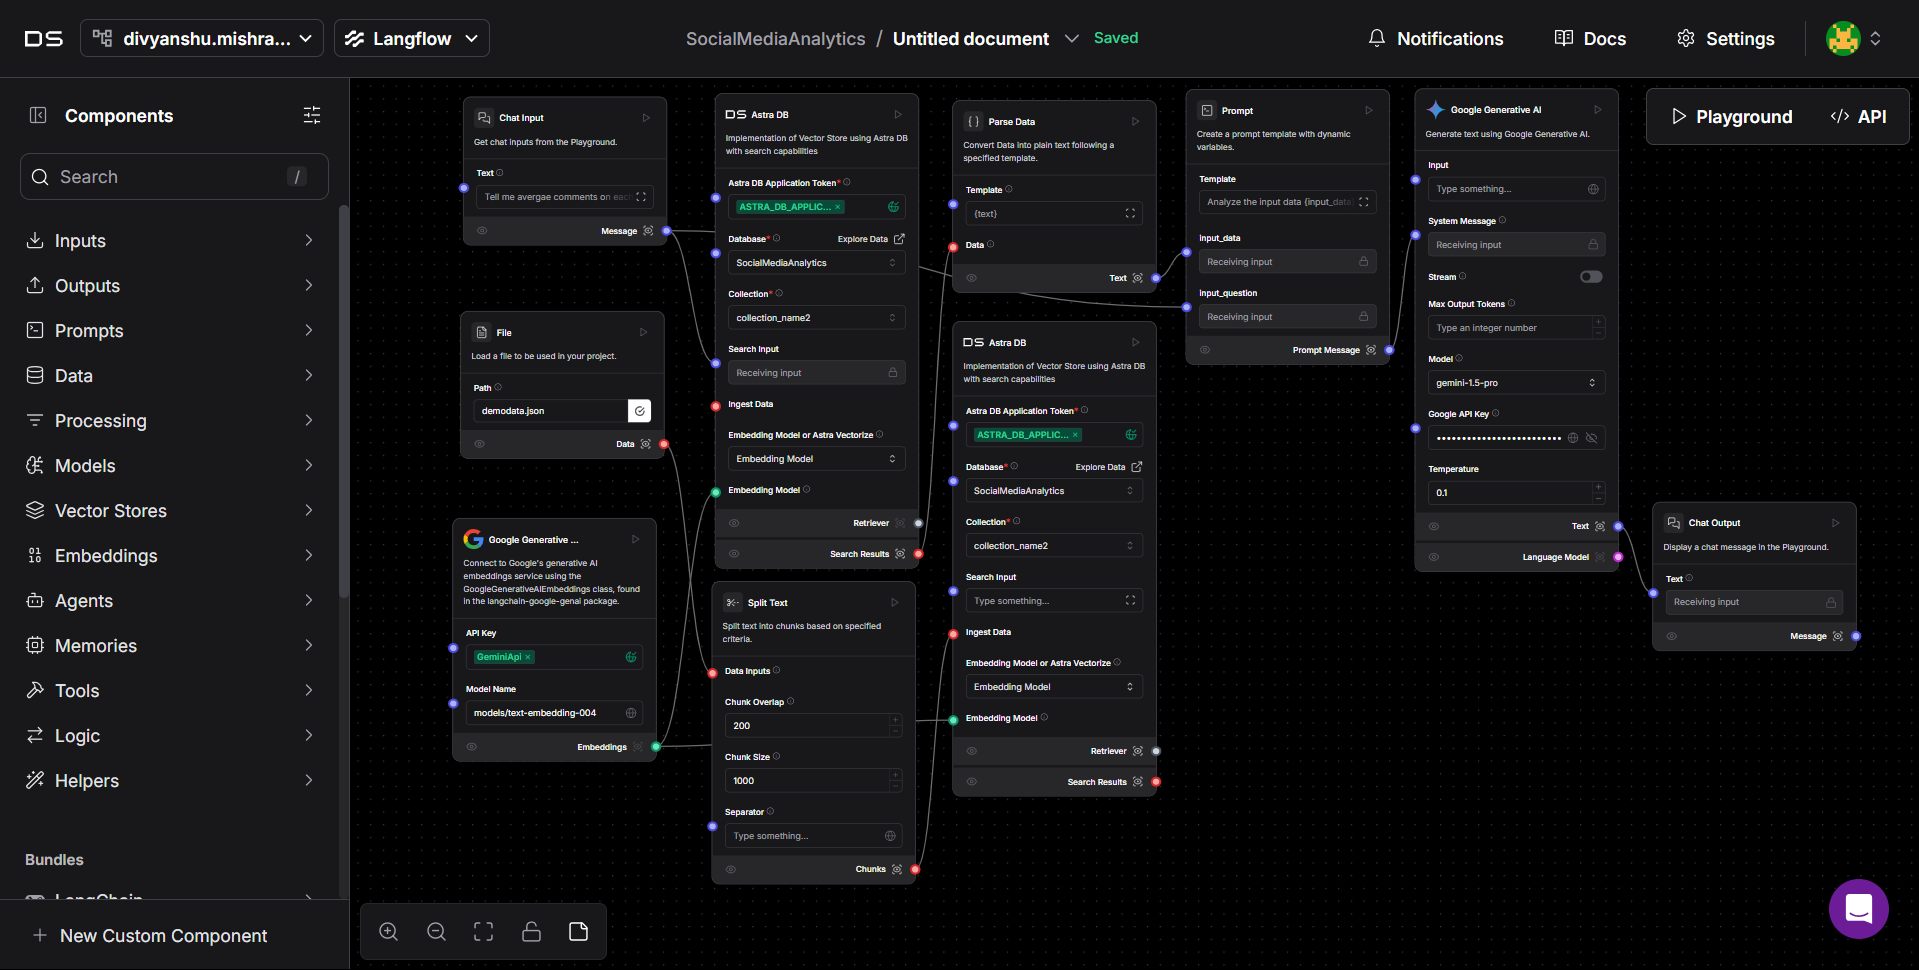 DS
divyanshu.mishra...
Langflow
SocialMediaAnalytics / Untitled document
Saved
Notifications
Docs
Settings
Components
Search
/
Inputs
Outputs
Prompts
Data
Processing
Models
Vector Stores
Embeddings
Agents
Memories
Tools
Logic
Helpers
Bundles
LangChain
New Custom Component
Chat Input
Get chat inputs from the Playground.
Text
Tell me avergae comments on each
Message
File
Load a file to be used in your project.
Path
demodata.json
Data
Google Generative ...
Connect to Google's generative AI
embeddings service using the
GoogleGenerativeAIEmbeddings class, found
in the langchain-google-genai package.
API Key
GeminiApi ×
Model Name
models/text-embedding-004
Embeddings
DS Astra DB
Implementation of Vector Store using Astra DB
with search capabilities
Astra DB Application Token*
ASTRA_DB_APPLIC... ×
Database*
Explore Data
SocialMediaAnalytics
Collection*
collection_name2
Search Input
Receiving input
Ingest Data
Embedding Model or Astra Vectorize
Embedding Model
Embedding Model
Retriever
Search Results
Split Text
Split text into chunks based on specified
criteria.
Data Inputs
Chunk Overlap
200
Chunk Size
1000
Separator
Type something...
Chunks
Parse Data
Convert Data into plain text following a
specified template.
Template
{text}
Data
Text
DS Astra DB
Implementation of Vector Store using Astra DB
with search capabilities
Astra DB Application Token*
ASTRA_DB_APPLIC... ×
Database*
Explore Data
SocialMediaAnalytics
Collection*
collection_name2
Search Input
Type something...
Ingest Data
Embedding Model or Astra Vectorize
Embedding Model
Embedding Model
Retriever
Search Results
Prompt
Create a prompt template with dynamic
variables.
Template
Analyze the input data {input_data}
input_data
Receiving input
input_question
Receiving input
Prompt Message
Google Generative AI
Generate text using Google Generative AI.
Input
Type something...
System Message
Receiving input
Stream
Max Output Tokens
Type an integer number
Model
gemini-1.5-pro
Google API Key
•••••••••••••••••••••••••
Temperature
0.1
Text
Language Model
Playground
API
Chat Output
Display a chat message in the Playground.
Text
Receiving input
Message